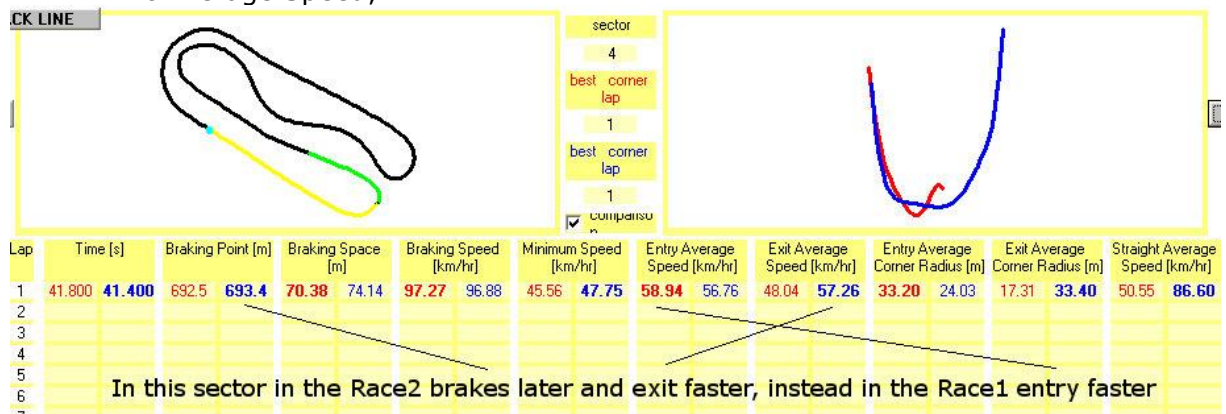 CK LINE
sector
4
best corner
lap
1
best corner
lap
1
Lap Time [s] Braking Point [m] Braking Space [m] Braking Speed [km/hr] Minimum Speed [km/hr] Entry Average Speed [km/hr] Exit Average Speed [km/hr] Entry Average Corner Radius [m] Exit Average Corner Radius [m] Straight Average Speed [km/hr]
1 41.800 41.400 692.5 693.4 70.38 74.14 97.27 96.88 45.56 47.75 58.94 56.76 48.04 57.26 33.20 24.03 17.31 33.40 50.55 86.60
2
3
4
5
6
In this sector in the Race2 brakes later and exit faster, instead in the Race1 entry faster